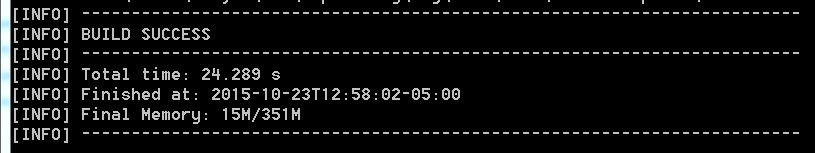 [INFO] ------------------------------------------------------------------------
[INFO] BUILD SUCCESS
[INFO] ------------------------------------------------------------------------
[INFO] Total time: 24.289 s
[INFO] Finished at: 2015-10-23T12:58:02-05:00
[INFO] Final Memory: 15M/351M
[INFO] ------------------------------------------------------------------------